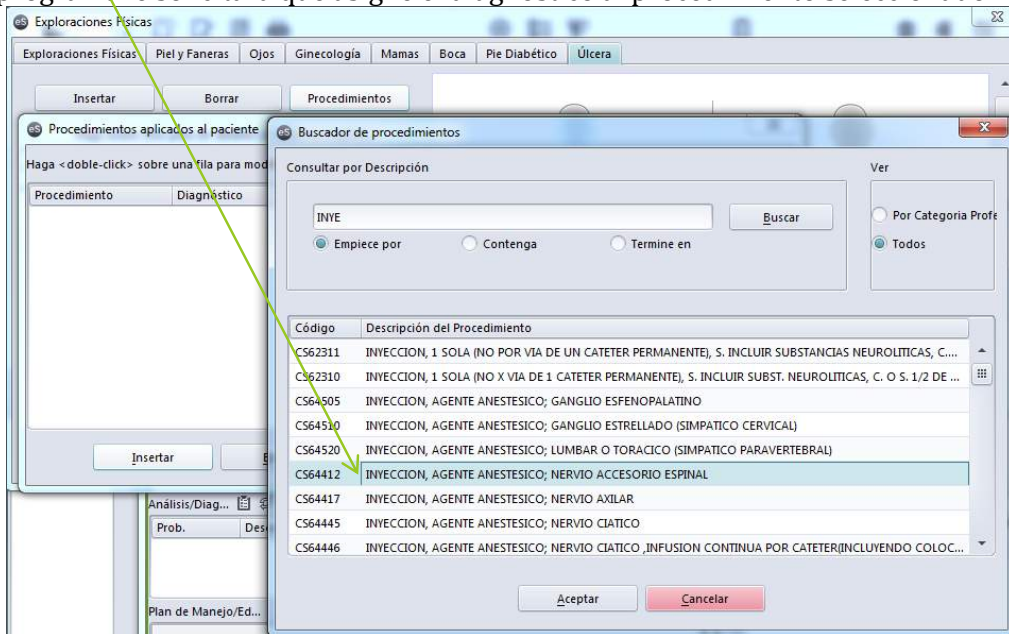 Exploraciones Físicas
Exploraciones Físicas Piel y Faneras Ojos Ginecología Mamas Boca Pie Diabético Úlcera
Insertar Borrar Procedimientos
Procedimientos aplicados al paciente
Haga <doble-click> sobre una fila para mod
Procedimiento Diagnóstico
Insertar
Análisis/Diag...
Prob. Des
Plan de Manejo/Ed...
Buscador de procedimientos
Consultar por Descripción Ver
INYE Buscar
Empiece por Contenga Termine en
Por Categoria Profe
Todos
Código Descripción del Procedimiento
CS62311 INYECCION, 1 SOLA (NO POR VIA DE UN CATETER PERMANENTE), S. INCLUIR SUBSTANCIAS NEUROLITICAS, C....
CS62310 INYECCION, 1 SOLA (NO X VIA DE 1 CATETER PERMANENTE), S. INCLUIR SUBST. NEUROLITICAS, C. O S. 1/2 DE ...
CS64505 INYECCION, AGENTE ANESTESICO; GANGLIO ESFENOPALATINO
CS64510 INYECCION, AGENTE ANESTESICO; GANGLIO ESTRELLADO (SIMPATICO CERVICAL)
CS64520 INYECCION, AGENTE ANESTESICO; LUMBAR O TORACICO (SIMPATICO PARAVERTEBRAL)
CS64412 INYECCION, AGENTE ANESTESICO; NERVIO ACCESORIO ESPINAL
CS64417 INYECCION, AGENTE ANESTESICO; NERVIO AXILAR
CS64445 INYECCION, AGENTE ANESTESICO; NERVIO CIATICO
CS64446 INYECCION, AGENTE ANESTESICO; NERVIO CIATICO ,INFUSION CONTINUA POR CATETER(INCLUYENDO COLOC...
Aceptar Cancelar